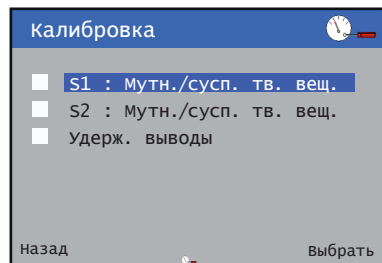 Калибровка
S1 : Мутн./сусп. тв. вещ.
S2 : Мутн./сусп. тв. вещ.
Удерж. выводы
Назад
Выбрать